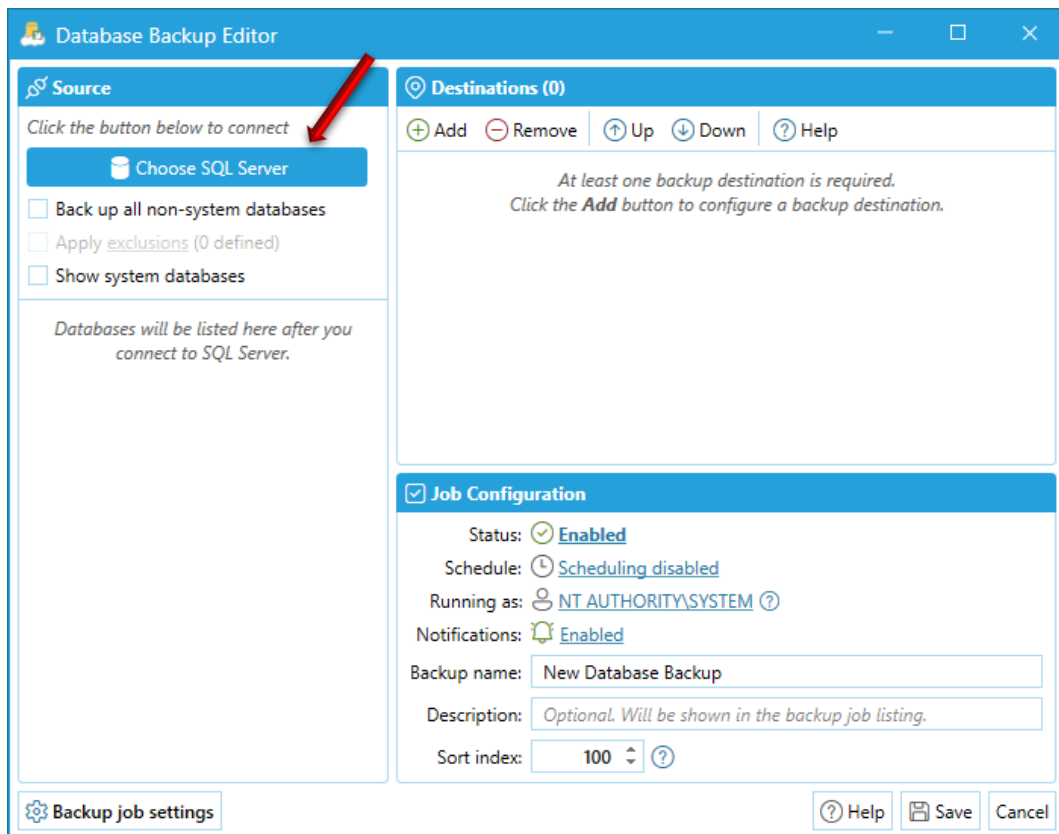 Database Backup Editor
Source
Click the button below to connect
Choose SQL Server
Back up all non-system databases
Apply exclusions (0 defined)
Show system databases
Databases will be listed here after you
connect to SQL Server.
Destinations (0)
Add Remove Up Down Help
At least one backup destination is required.
Click the Add button to configure a backup destination.
Job Configuration
Status: Enabled
Schedule: Scheduling disabled
Running as: NT AUTHORITY\SYSTEM
Notifications: Enabled
Backup name: New Database Backup
Description: Optional. Will be shown in the backup job listing.
Sort index: 100
Backup job settings
Help Save Cancel